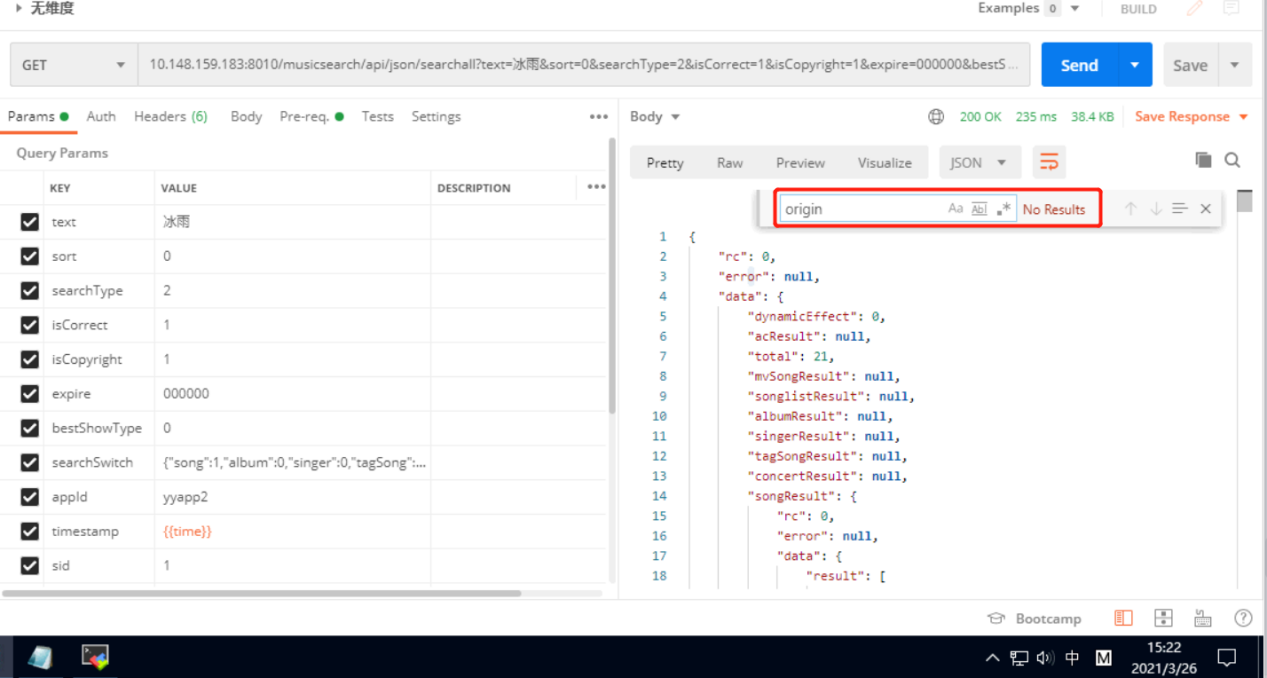 无维度
Examples 0 BUILD
GET 10.148.159.183:8010/musicsearch/api/json/searchall?text=冰雨&sort=0&searchType=2&isCorrect=1&isCopyright=1&expire=000000&bestS... Send Save
Params Auth Headers (6) Body Pre-req. Tests Settings ••• Body 200 OK 235 ms 38.4 KB Save Response
Query Params
Pretty Raw Preview Visualize JSON
KEY VALUE DESCRIPTION •••
origin Aa Abl .* No Results
text 冰雨
sort 0
searchType 2
isCorrect 1
isCopyright 1
expire 000000
bestShowType 0
searchSwitch {"song":1,"album":0,"singer":0,"tagSong":...
appId yyapp2
timestamp {{time}}
sid 1
1 {
2 "rc": 0,
3 "error": null,
4 "data": {
5 "dynamicEffect": 0,
6 "acResult": null,
7 "total": 21,
8 "mvSongResult": null,
9 "songlistResult": null,
10 "albumResult": null,
11 "singerResult": null,
12 "tagSongResult": null,
13 "concertResult": null,
14 "songResult": {
15 "rc": 0,
16 "error": null,
17 "data": {
18 "result": [
Bootcamp
中 M 15:22
2021/3/26